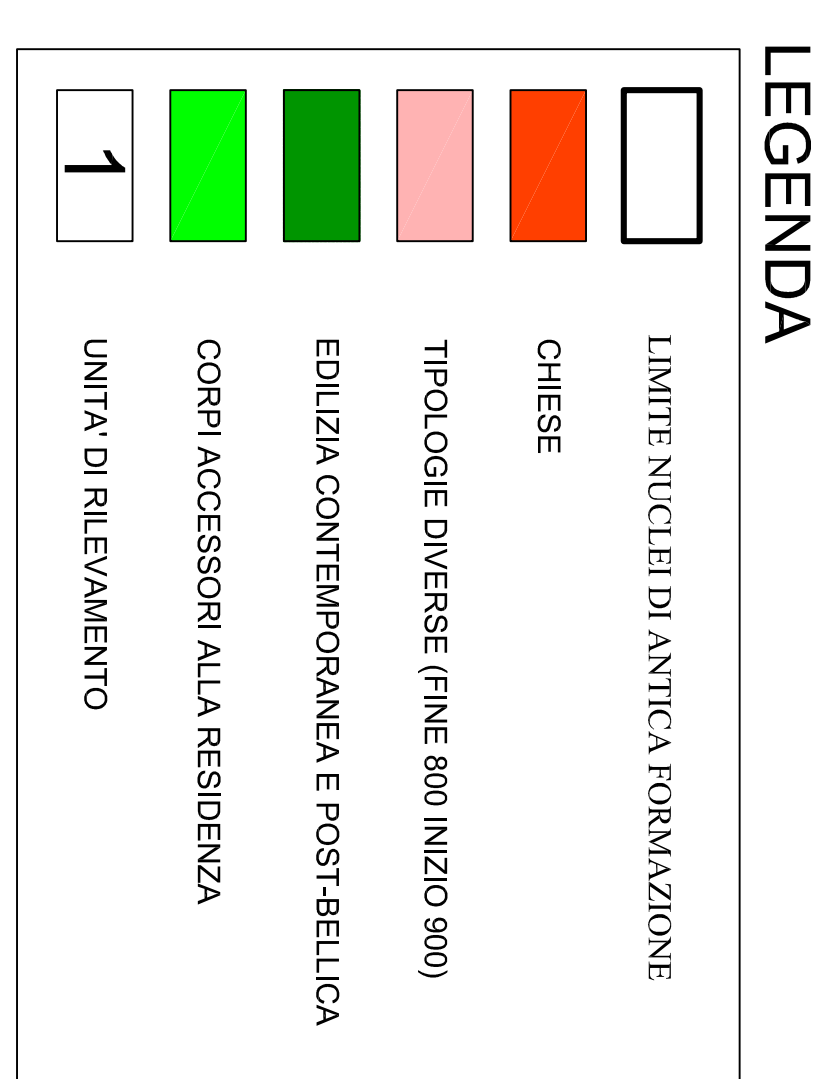 LEGENDA
LIMITE NUCLEI DI ANTICA FORMAZIONE
CHIESE
TIPOLOGIE DIVERSE (FINE 800 INIZIO 900)
EDILIZIA CONTEMPORANEA E POST-BELLICA
CORPI ACCESSORI ALLA RESIDENZA
1 UNITA' DI RILEVAMENTO